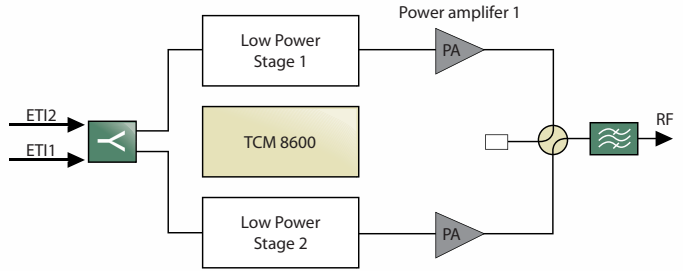 Power amplifer 1
Low Power
Stage 1
PA
ETI2
ETI1
TCM 8600
RF
Low Power
Stage 2
PA